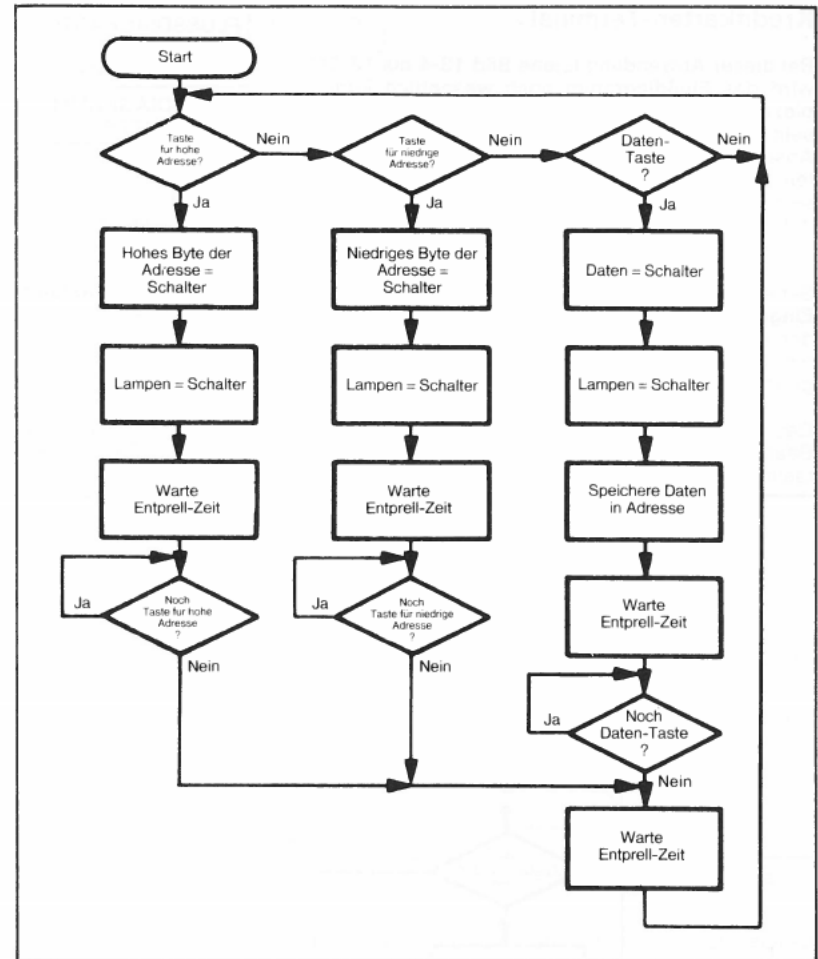 Start
Taste
fur hohe
Adresse?
Nein
Taste
für niedrige
Adresse?
Nein
Daten-
Taste
?
Nein
Ja
Ja
Ja
Hohes Byte der
Adresse =
Schalter
Niedriges Byte der
Adresse =
Schalter
Daten = Schalter
Lampen = Schalter
Lampen = Schalter
Lampen = Schalter
Warte
Entprell-Zeit
Warte
Entprell-Zeit
Speichere Daten
in Adresse
Ja
Noch
Taste fur hohe
Adresse
?
Nein
Ja
Noch
Taste für niedrige
Adresse
?
Nein
Warte
Entprell-Zeit
Ja
Noch
Daten-Taste
?
Nein
Warte
Entprell-Zeit